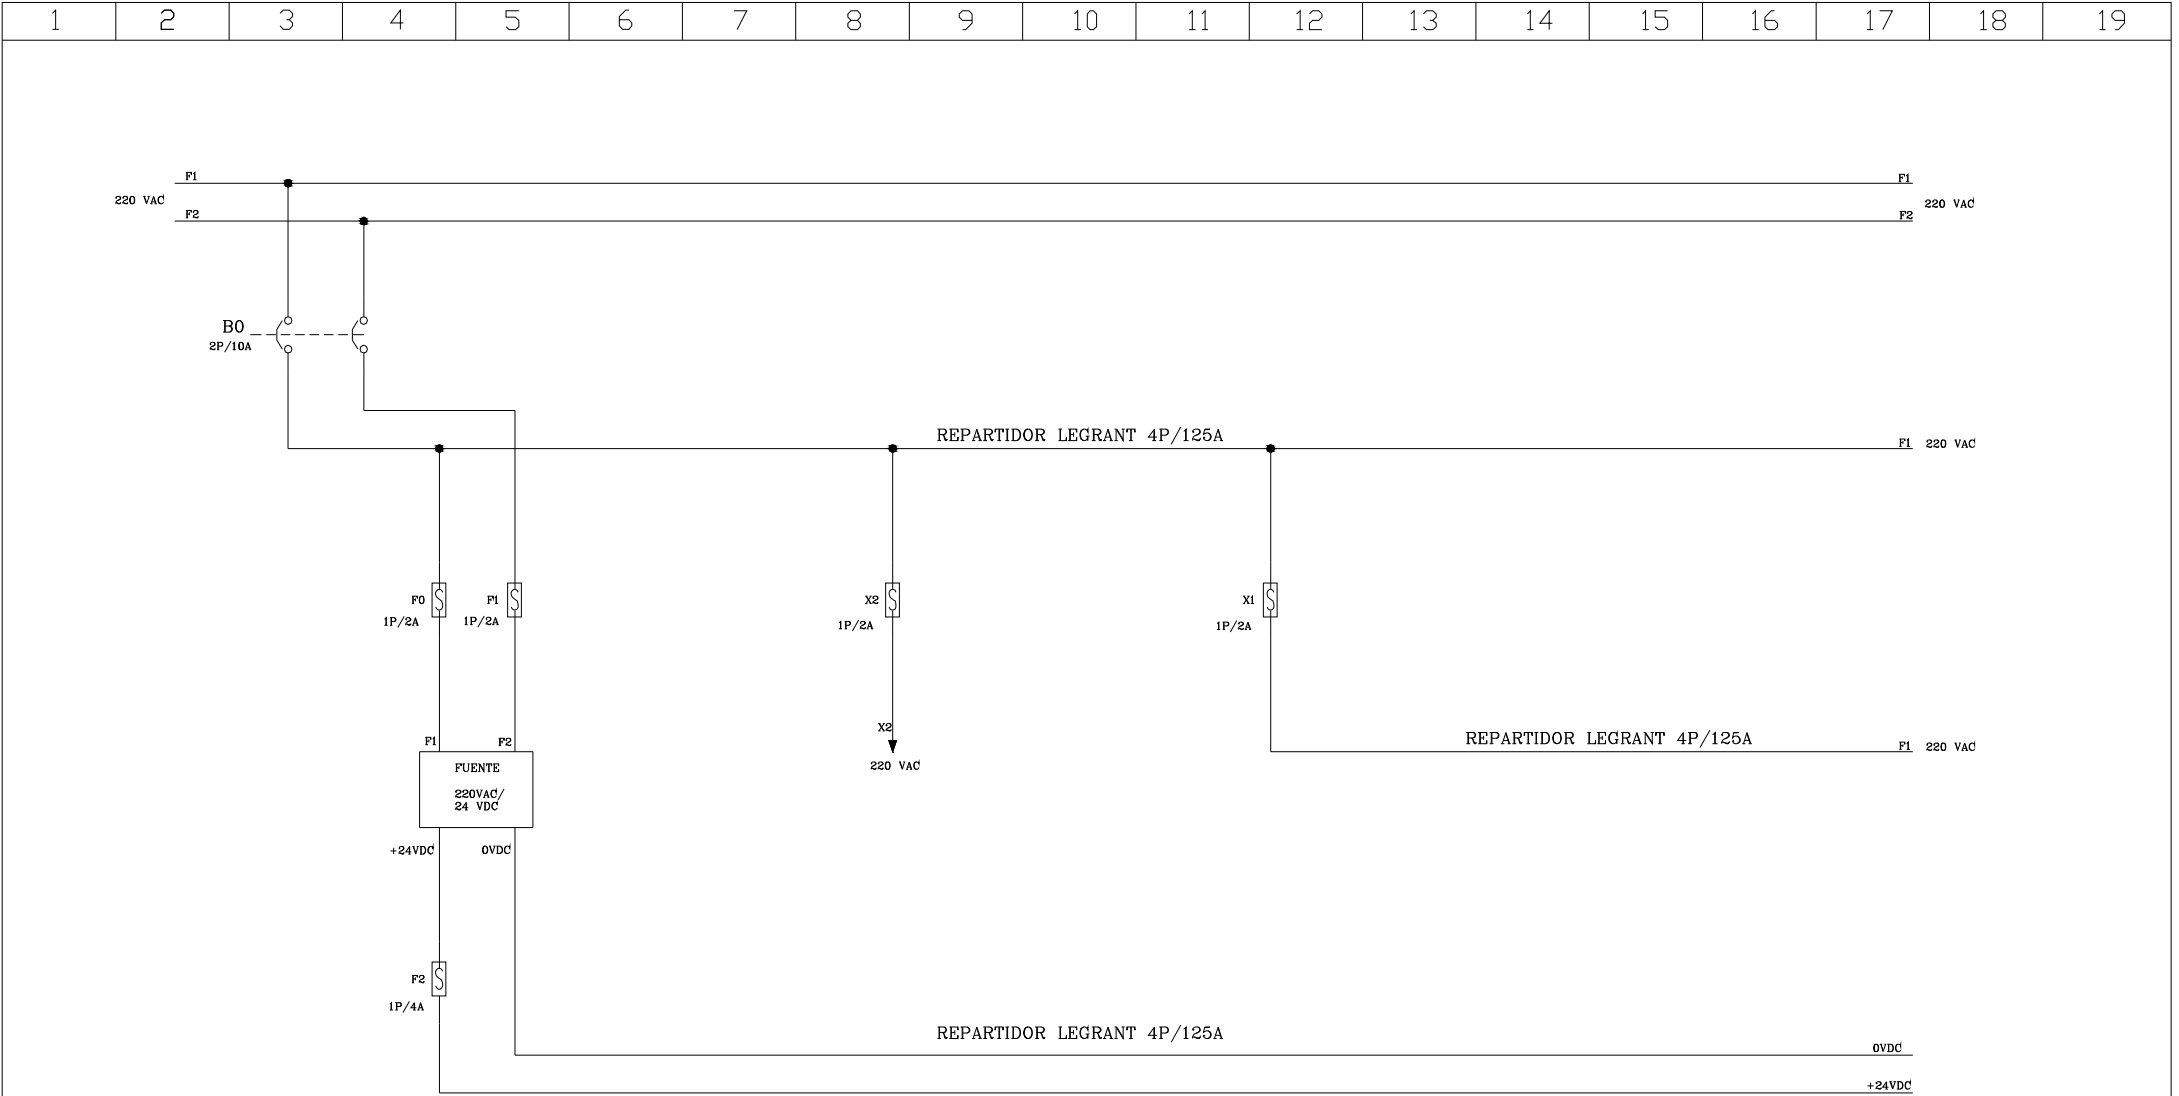 1 2 3 4 5 6 7 8 9 10 11 12 13 14 15 16 17 18 19
F1 F1
220 VAC 220 VAC
F2 F2
B0
2P/10A
REPARTIDOR LEGRANT 4P/125A F1 220 VAC
F0 F1 X2 X1
1P/2A 1P/2A 1P/2A 1P/2A
X2
F1 F2 REPARTIDOR LEGRANT 4P/125A F1 220 VAC
FUENTE 220 VAC
220VAC/
24 VDC
+24VDC 0VDC
F2
1P/4A
REPARTIDOR LEGRANT 4P/125A
0VDC
+24VDC